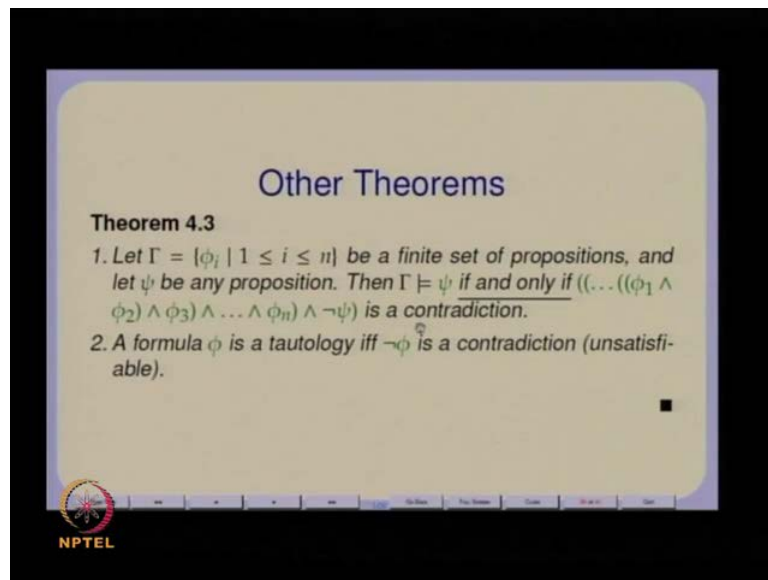 Other Theorems
Theorem 4.3
1. Let Γ = {ϕᵢ | 1 ≤ i ≤ n} be a finite set of propositions, and
let ψ be any proposition. Then Γ ⊨ ψ if and only if ((…((ϕ₁ ∧
ϕ₂) ∧ ϕ₃) ∧ … ∧ ϕₙ) ∧ ¬ψ) is a contradiction.
2. A formula ϕ is a tautology iff ¬ϕ is a contradiction (unsatisfi-
able).
NPTEL